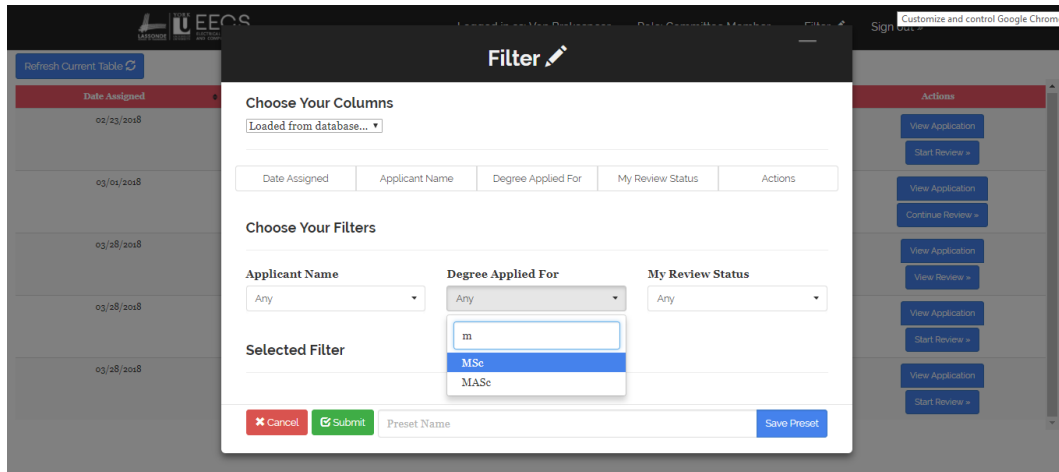 EECS
Customize and control Google Chrom
Filter
Refresh Current Table
Date Assigned
Actions
Choose Your Columns
Loaded from database...
02/23/2018
View Application
Start Review »
Date Assigned Applicant Name Degree Applied For My Review Status Actions
03/01/2018
View Application
Continue Review »
Choose Your Filters
03/28/2018
View Application
View Review »
Applicant Name Degree Applied For My Review Status
Any Any Any
03/28/2018
View Application
Start Review »
m
Selected Filter
MSc
MASc
03/28/2018
View Application
Start Review »
Cancel Submit Preset Name Save Preset